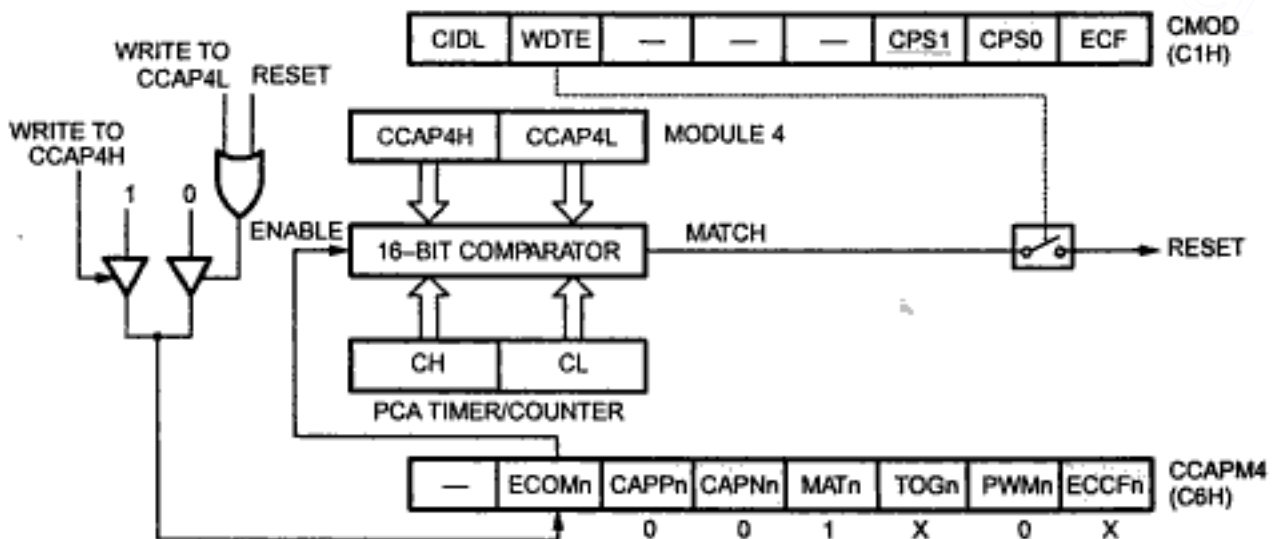 CIDL WDTE — — — CPS1 CPS0 ECF CMOD
(C1H)
WRITE TO
CCAP4L RESET
WRITE TO
CCAP4H
1 0
CCAP4H CCAP4L MODULE 4
ENABLE
16–BIT COMPARATOR MATCH RESET
CH CL
PCA TIMER/COUNTER
— ECOMn CAPPn CAPNn MATn TOGn PWMn ECCFn CCAPM4
(C6H)
0 0 1 X 0 X